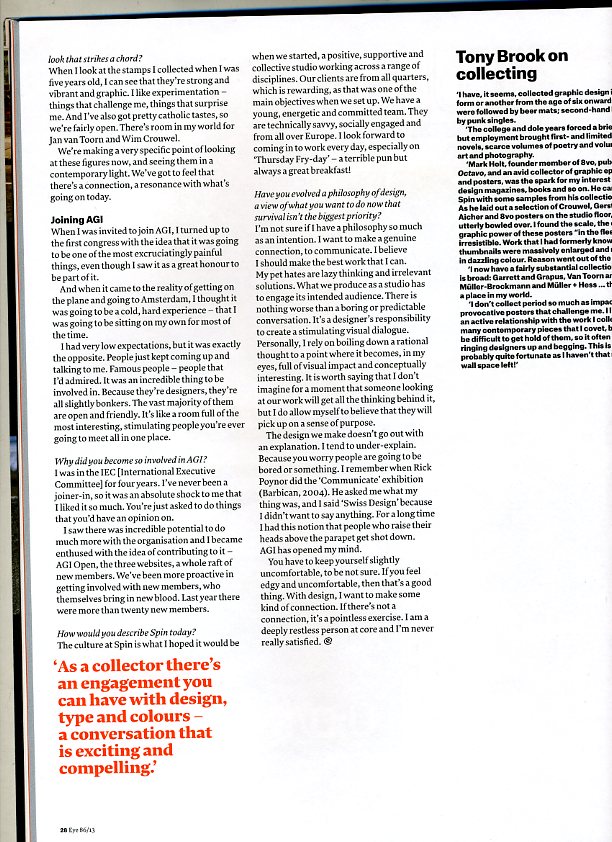 look that strikes a chord?
When I look at the stamps I collected when I was
five years old, I can see that they're strong and
vibrant and graphic. I like experimentation –
things that challenge me, things that surprise
me. And I've also got pretty catholic tastes, so
we're fairly open. There's room in my world for
Jan van Toorn and Wim Crouwel.
We're making a very specific point of looking
at these figures now, and seeing them in a
contemporary light. We've got to feel that
there's a connection, a resonance with what's
going on today.
Joining AGI
When I was invited to join AGI, I turned up to
the first congress with the idea that it was going
to be one of the most excruciatingly painful
things, even though I saw it as a great honour to
be part of it.
And when it came to the reality of getting on
the plane and going to Amsterdam, I thought it
was going to be a cold, hard experience – that I
was going to be sitting on my own for most of
the time.
I had very low expectations, but it was exactly
the opposite. People just kept coming up and
talking to me. Famous people – people that
I'd admired. It was an incredible thing to be
involved in. Because they're designers, they're
all slightly bonkers. The vast majority of them
are open and friendly. It's like a room full of the
most interesting, stimulating people you're ever
going to meet all in one place.
Why did you become so involved in AGI?
I was in the IEC [International Executive
Committee] for four years. I've never been a
joiner-in, so it was an absolute shock to me that
I liked it so much. You're just asked to do things
that you'd have an opinion on.
I saw there was incredible potential to do
much more with the organisation and I became
enthused with the idea of contributing to it –
AGI Open, the three websites, a whole raft of
new members. We've been more proactive in
getting involved with new members, who
themselves bring in new blood. Last year there
were more than twenty new members.
How would you describe Spin today?
The culture at Spin is what I hoped it would be
'As a collector there's
an engagement you
can have with design,
type and colours –
a conversation that
is exciting and
compelling.'
28 Eye 86/13
when we started, a positive, supportive and
collective studio working across a range of
disciplines. Our clients are from all quarters,
which is rewarding, as that was one of the
main objectives when we set up. We have a
young, energetic and committed team. They
are technically savvy, socially engaged and
from all over Europe. I look forward to
coming in to work every day, especially on
'Thursday Fry-day' – a terrible pun but
always a great breakfast!
Have you evolved a philosophy of design,
a view of what you want to do now that
survival isn't the biggest priority?
I'm not sure if I have a philosophy so much
as an intention. I want to make a genuine
connection, to communicate. I believe
I should make the best work that I can.
My pet hates are lazy thinking and irrelevant
solutions. What we produce as a studio has
to engage its intended audience. There is
nothing worse than a boring or predictable
conversation. It's a designer's responsibility
to create a stimulating visual dialogue.
Personally, I rely on boiling down a rational
thought to a point where it becomes, in my
eyes, full of visual impact and conceptually
interesting. It is worth saying that I don't
imagine for a moment that someone looking
at our work will get all the thinking behind it,
but I do allow myself to believe that they will
pick up on a sense of purpose.
The design we make doesn't go out with
an explanation. I tend to under-explain.
Because you worry people are going to be
bored or something. I remember when Rick
Poynor did the 'Communicate' exhibition
(Barbican, 2004). He asked me what my
thing was, and I said 'Swiss Design' because
I didn't want to say anything. For a long time
I had this notion that people who raise their
heads above the parapet get shot down.
AGI has opened my mind.
You have to keep yourself slightly
uncomfortable, to be not sure. If you feel
edgy and uncomfortable, then that's a good
thing. With design, I want to make some
kind of connection. If there's not a
connection, it's a pointless exercise. I am a
deeply restless person at core and I'm never
really satisfied.
Tony Brook on
collecting
'I have, it seems, collected graphic design i
form or another from the age of six onward
were followed by beer mats; second-hand
by punk singles.
'The college and dole years forced a brie
but employment brought first- and limited
novels, scarce volumes of poetry and volum
art and photography.
'Mark Holt, founder member of 8vo, pub
Octavo, and an avid collector of graphic ep
and posters, was the spark for my interest
design magazines, books and so on. He ca
Spin with some samples from his collection
As he laid out a selection of Crouwel, Gerst
Aicher and 8vo posters on the studio floor,
utterly bowled over. I found the scale, the c
graphic power of these posters "in the flee
irresistible. Work that I had formerly know
thumbnails were massively enlarged and r
in dazzling colour. Reason went out of the
'I now have a fairly substantial collectio
is broad: Garrett and Grapus, Van Toorn ar
Müller-Brockmann and Müller + Hess ... th
a place in my world.
'I don't collect period so much as impac
provocative posters that challenge me. I l
an active relationship with the work I colle
many contemporary pieces that I covet, b
be difficult to get hold of them, so it often
ringing designers up and begging. This is
probably quite fortunate as I haven't that
wall space left!'